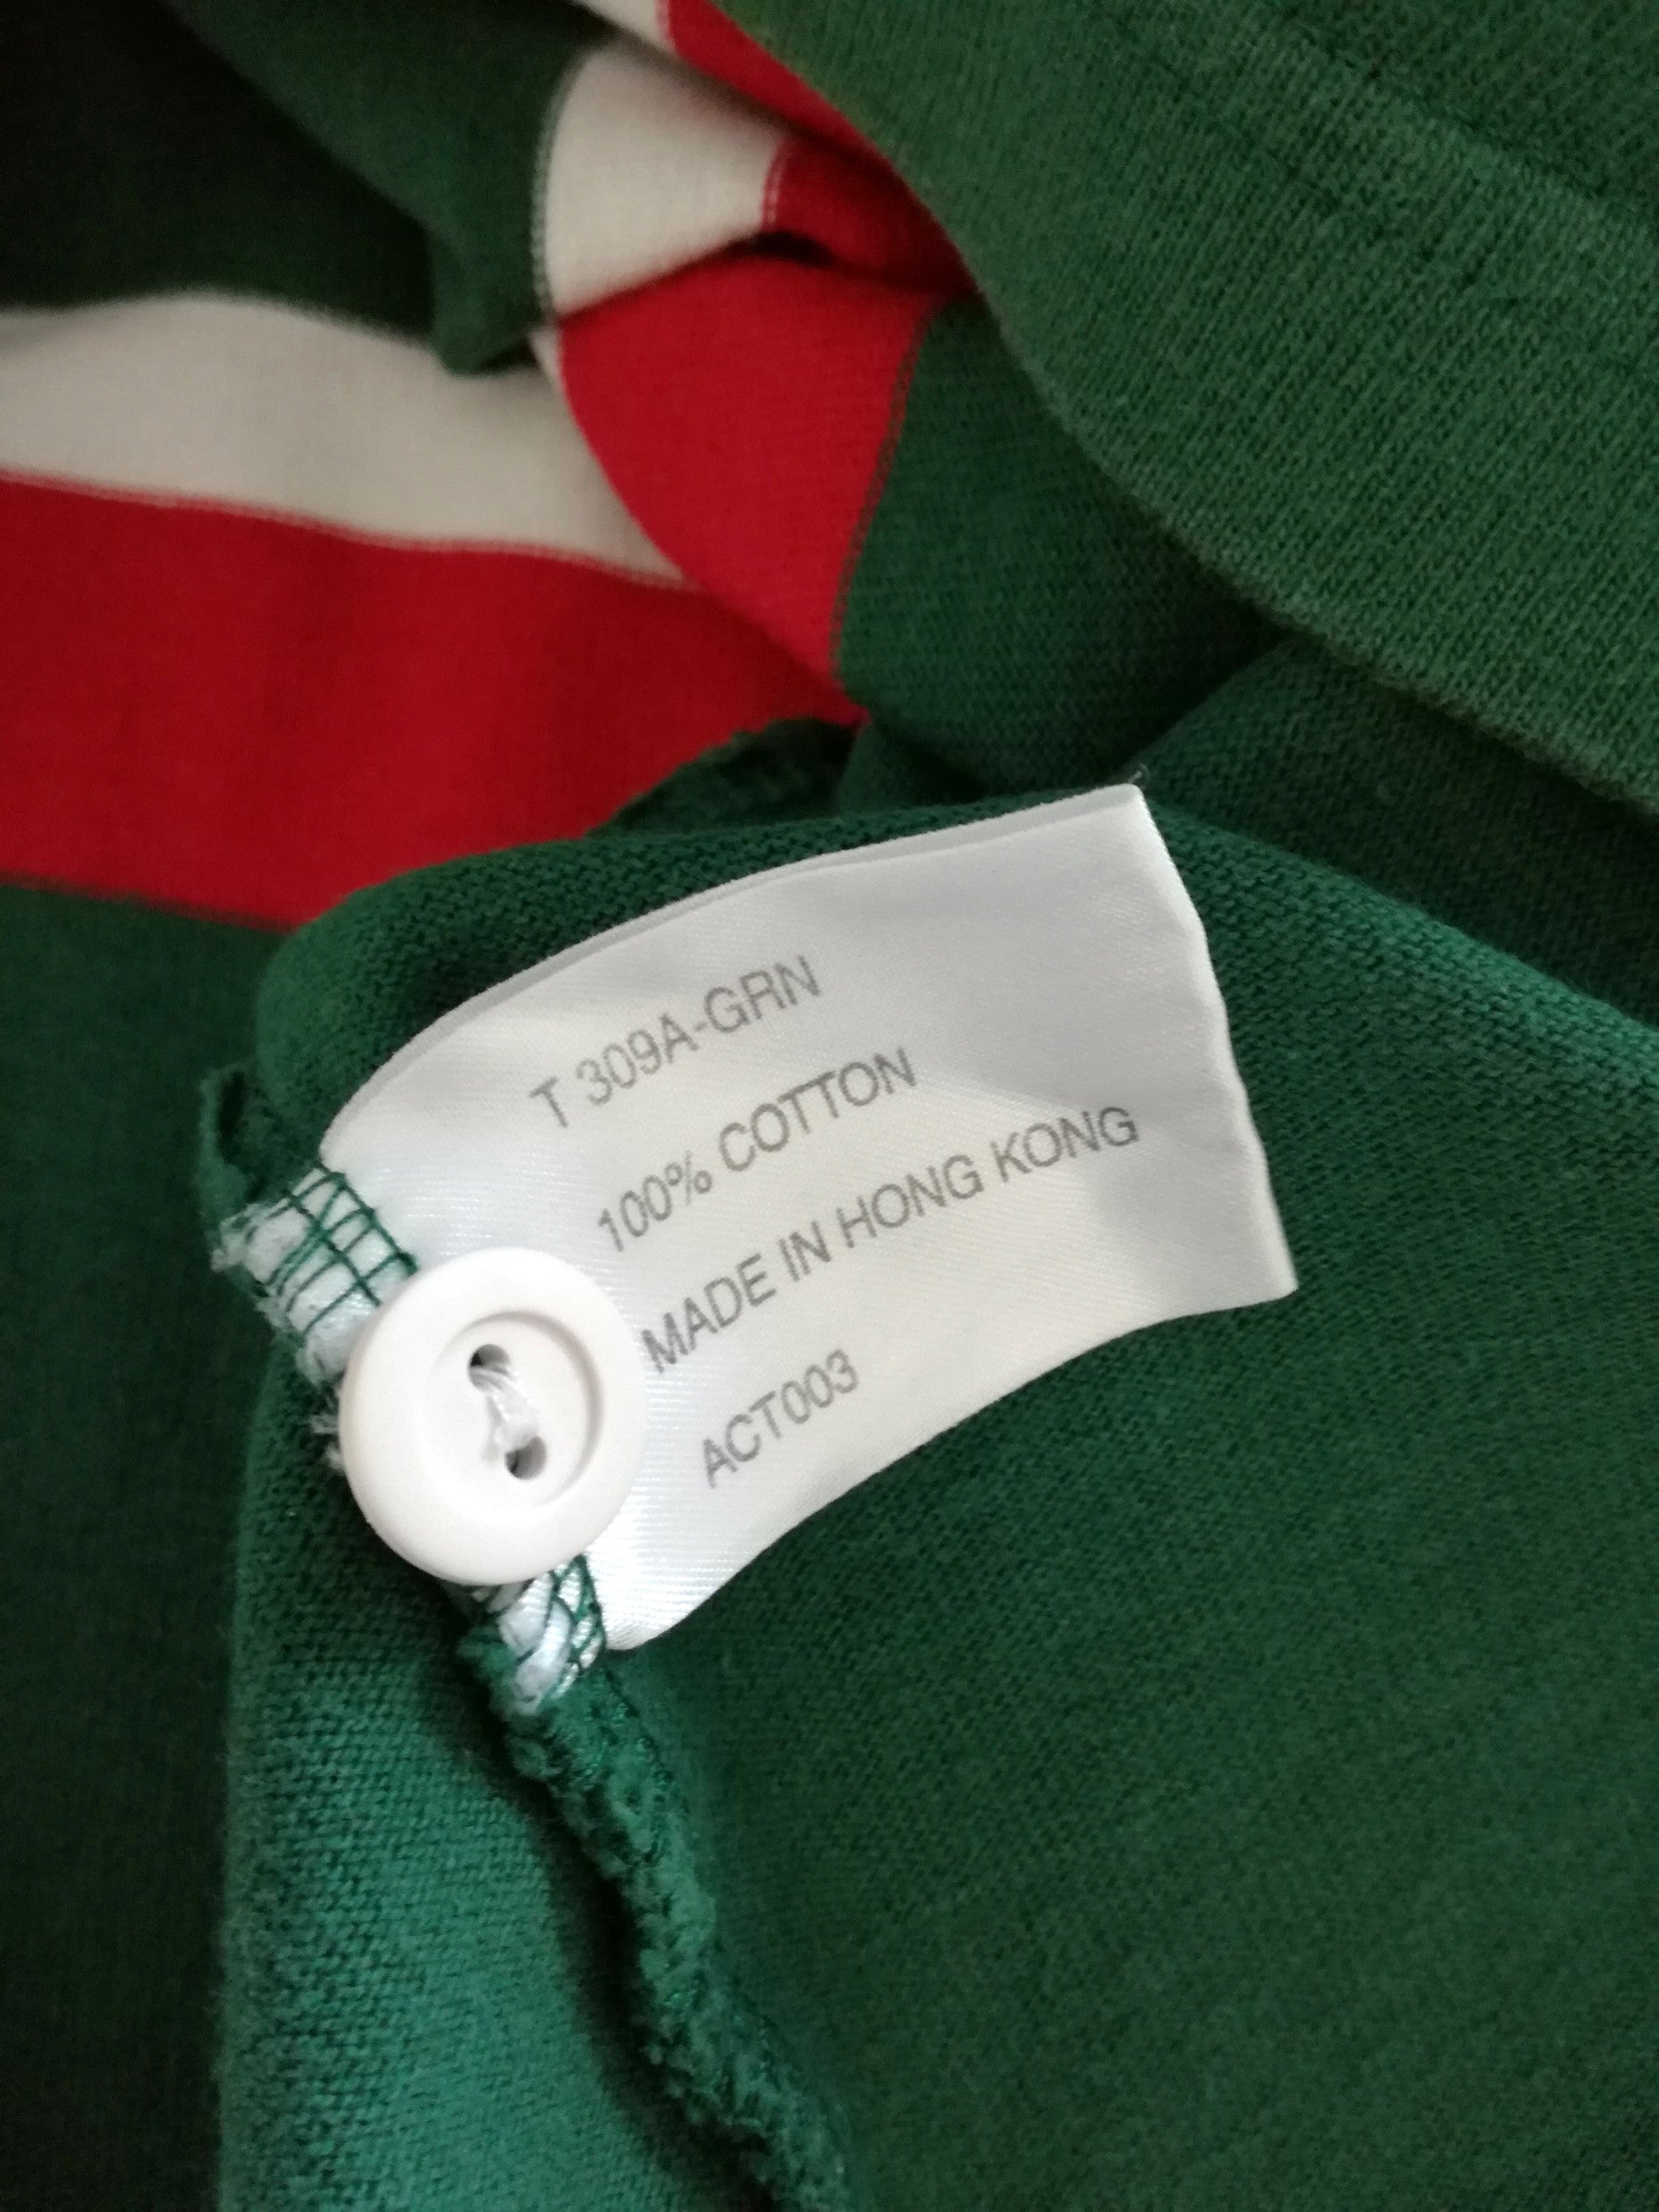 T 309A-GRN
100% COTTON
MADE IN HONG KONG
ACT003